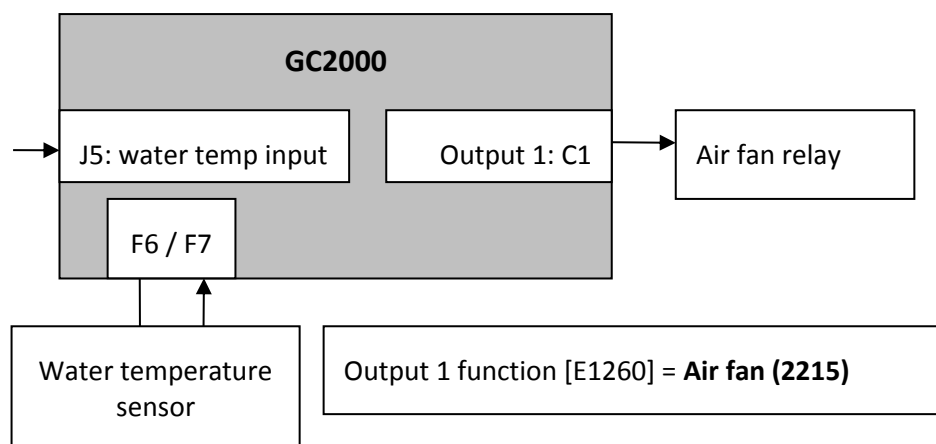 GC2000
J5: water temp input
Output 1: C1
Air fan relay
F6 / F7
Water temperature
sensor
Output 1 function [E1260] = Air fan (2215)